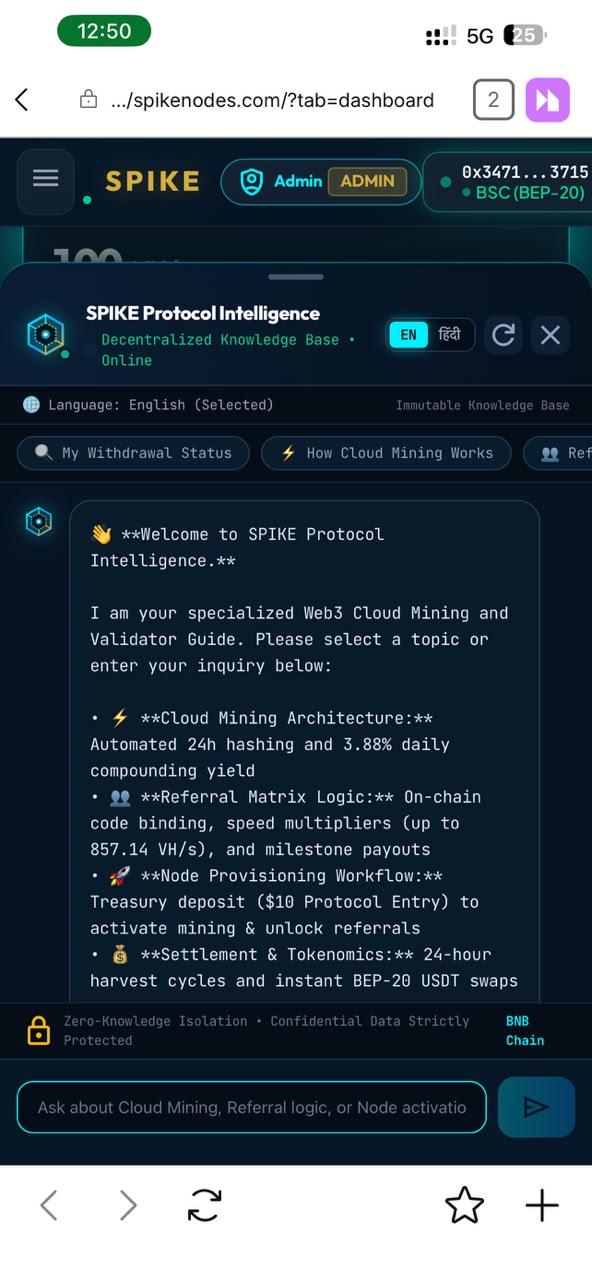 12:50
5G
25
.../spikenodes.com/?tab=dashboard
2
SPIKE
Admin
ADMIN
0x3471...3715
BSC (BEP-20)
SPIKE Protocol Intelligence
Decentralized Knowledge Base •
Online
EN
हिंदी
Language: English (Selected)
Immutable Knowledge Base
My Withdrawal Status
How Cloud Mining Works
👋 **Welcome to SPIKE Protocol
Intelligence.**
I am your specialized Web3 Cloud Mining and
Validator Guide. Please select a topic or
enter your inquiry below:
• ⚡ **Cloud Mining Architecture:**
Automated 24h hashing and 3.88% daily
compounding yield
• 👥 **Referral Matrix Logic:** On-chain
code binding, speed multipliers (up to
857.14 VH/s), and milestone payouts
• 🚀 **Node Provisioning Workflow:**
Treasury deposit ($10 Protocol Entry) to
activate mining & unlock referrals
• 💰 **Settlement & Tokenomics:** 24-hour
harvest cycles and instant BEP-20 USDT swaps
Zero-Knowledge Isolation • Confidential Data Strictly
Protected
BNB
Chain
Ask about Cloud Mining, Referral logic, or Node activatio